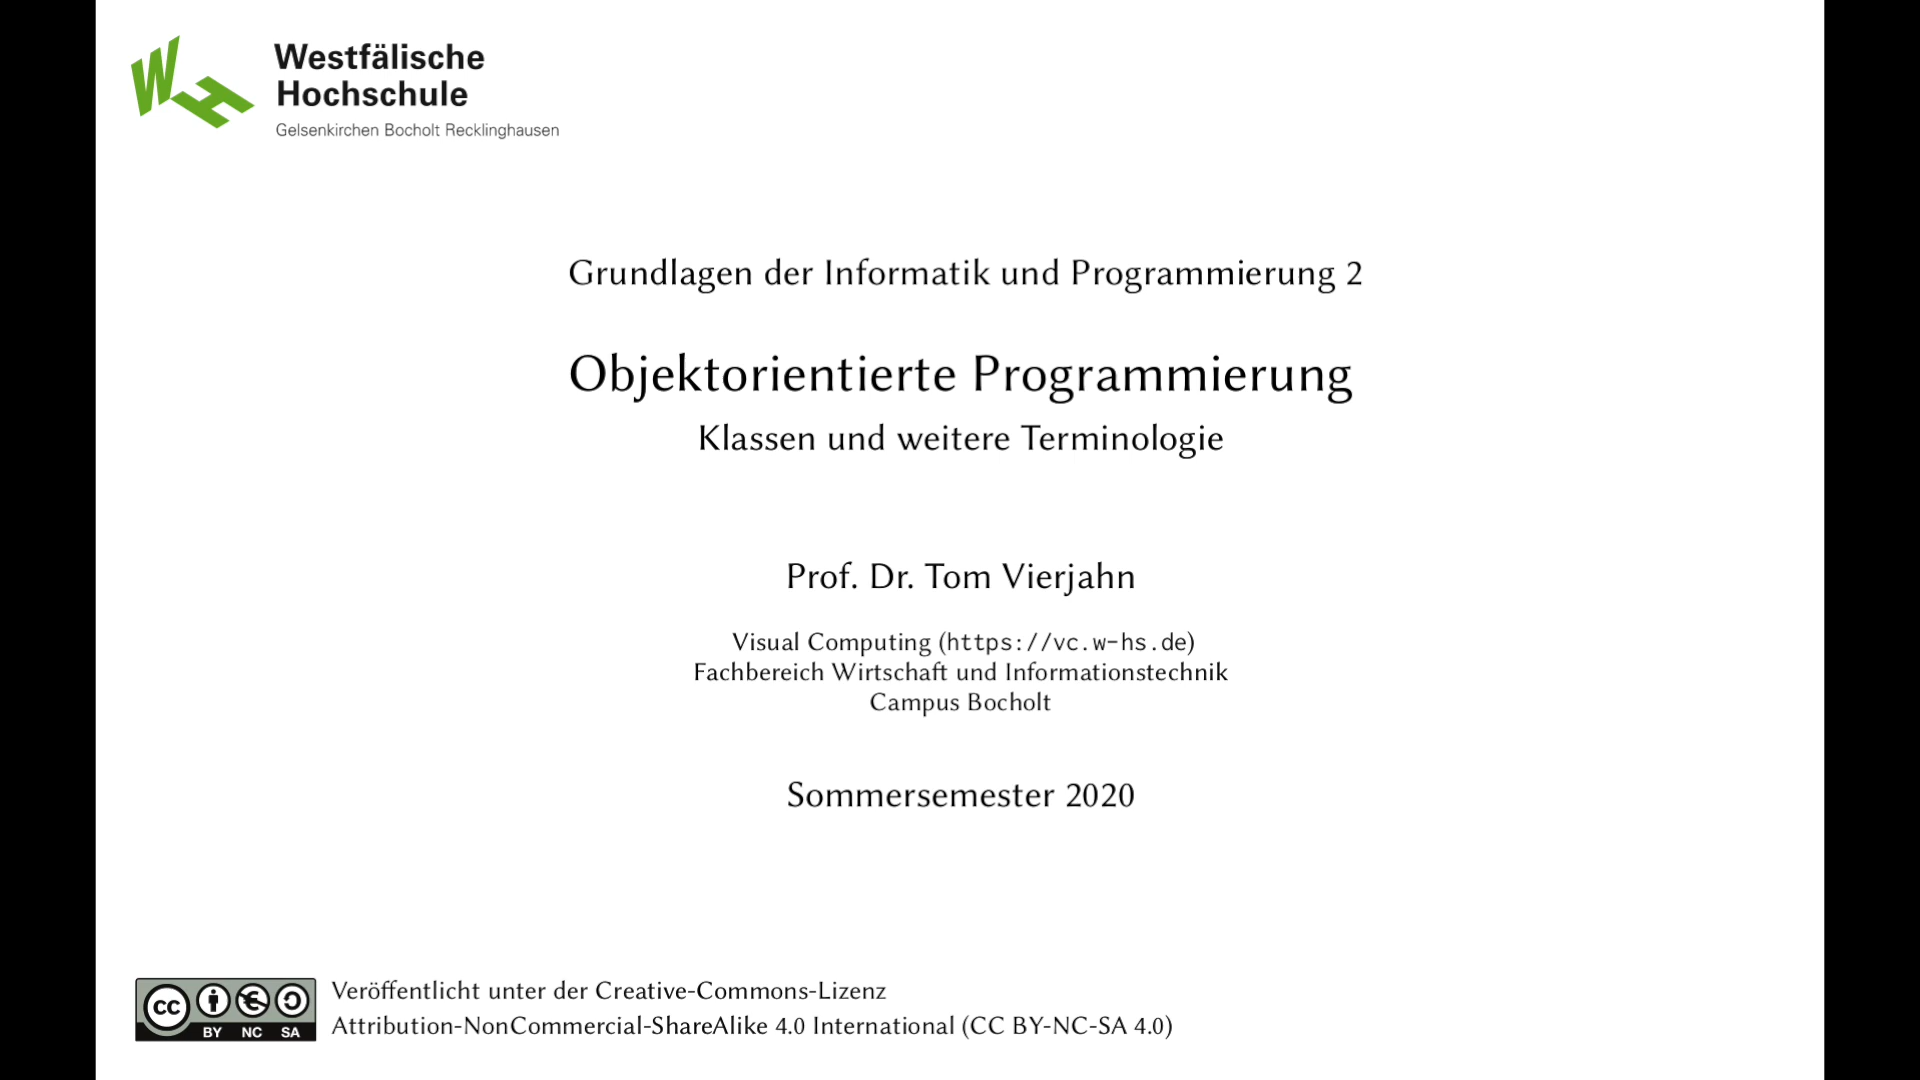 WH
Westfälische
Hochschule
Gelsenkirchen Bocholt Recklinghausen
Grundlagen der Informatik und Programmierung 2
Objektorientierte Programmierung
Klassen und weitere Terminologie
Prof. Dr. Tom Vierjahn
Visual Computing (https://vc.w-hs.de)
Fachbereich Wirtschaft und Informationstechnik
Campus Bocholt
Sommersemester 2020
Veröffentlicht unter der Creative-Commons-Lizenz
Attribution-NonCommercial-ShareAlike 4.0 International (CC BY-NC-SA 4.0)
cc
BY NC SA